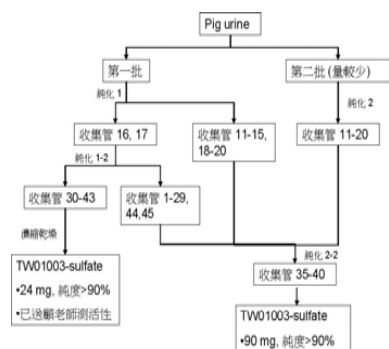 Pig urine
第一批
第二批 (量較少)
純化 1
純化 2
收集管 16, 17
收集管 11-15,
18-20
收集管 11-20
純化 1-2
收集管 30-43
收集管 1-29,
44,45
濃縮乾燥
純化 2-2
TW01003-sulfate
•24 mg, 純度>90%
•已送顧老師測活性
收集管 35-40
TW01003-sulfate
•90 mg, 純度>90%